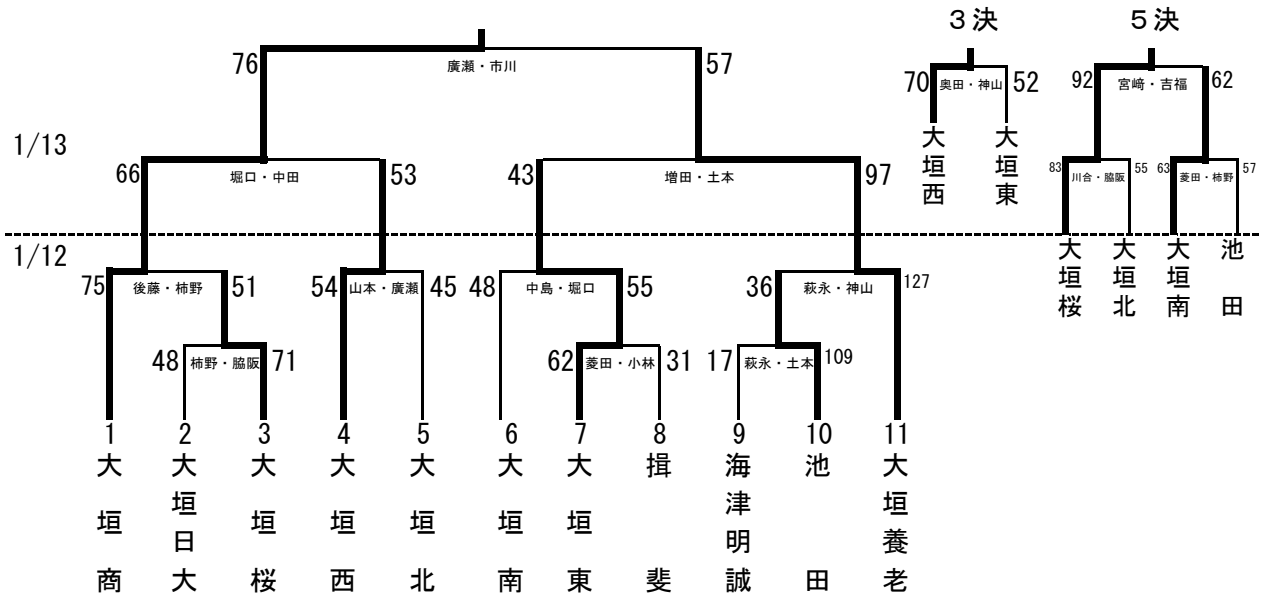 3決
5決
76
廣瀬・市川
57
70
奥田・神山
52
92
宮﨑・吉福
62
大垣西
大垣東
1/13
66
堀口・中田
53
43
増田・土本
97
83
川合・脇阪
55
63
菱田・柿野
57
1/12
大垣桜
大垣北
大垣南
池田
75
後藤・柿野
51
54
山本・廣瀬
45
48
中島・堀口
55
36
萩永・神山
127
48
柿野・脇阪
71
62
菱田・小林
31
17
萩永・土本
109
1
2
3
4
5
6
7
8
9
10
11
大垣商
大垣日大
大垣桜
大垣西
大垣北
大垣南
大垣東
揖斐
海津明誠
池田
大垣養老